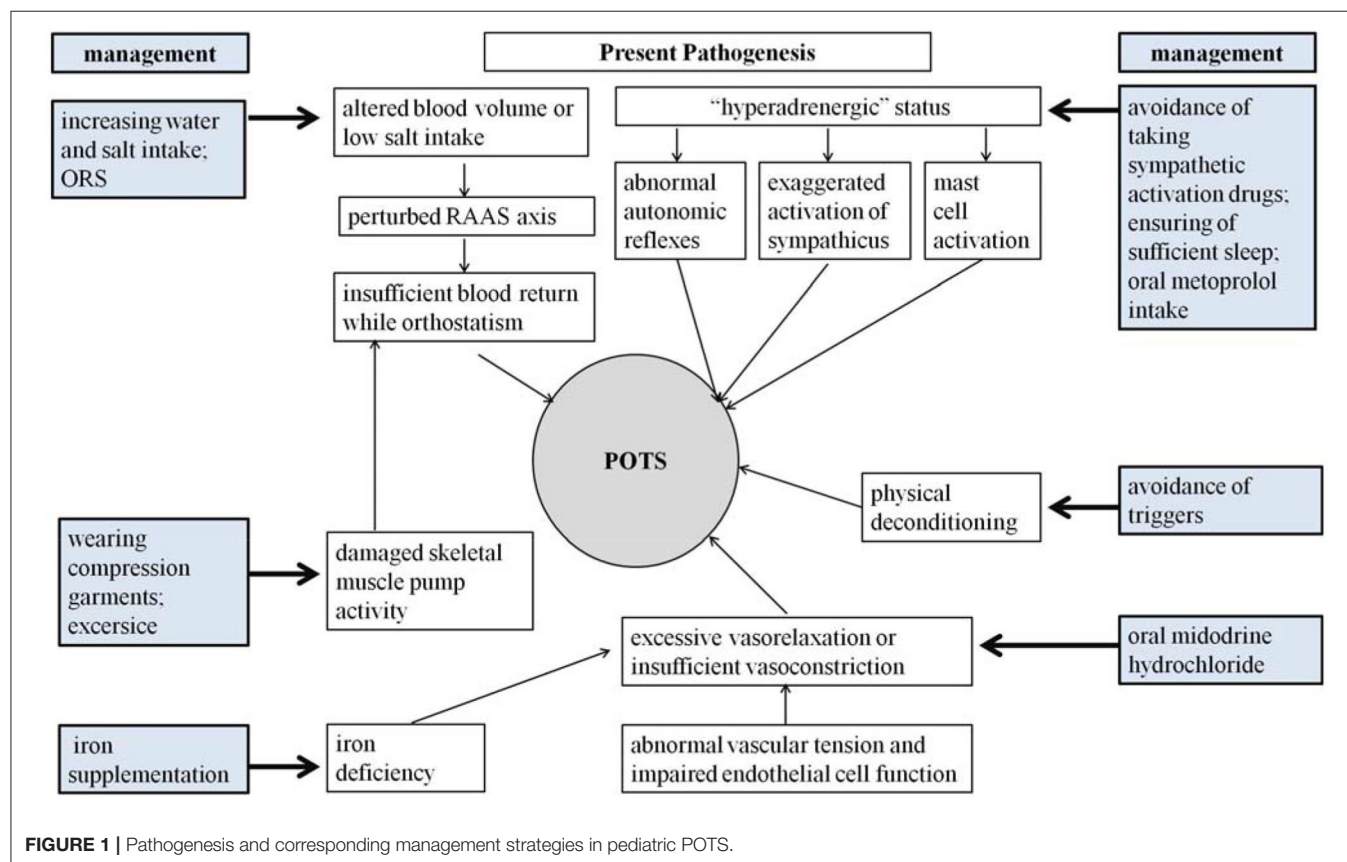 management
Present Pathogenesis
management
increasing water
and salt intake;
ORS
altered blood volume or
low salt intake
"hyperadrenergic" status
avoidance of
taking
sympathetic
activation drugs;
ensuring of
sufficient sleep;
oral metoprolol
intake
perturbed RAAS axis
abnormal
autonomic
reflexes
exaggerated
activation of
sympathicus
mast
cell
activation
insufficient blood return
while orthostatism
POTS
physical
deconditioning
avoidance of
triggers
wearing
compression
garments;
excersice
damaged skeletal
muscle pump
activity
excessive vasorelaxation or
insufficient vasoconstriction
oral midodrine
hydrochloride
iron
supplementation
iron
deficiency
abnormal vascular tension and
impaired endothelial cell function
FIGURE 1 | Pathogenesis and corresponding management strategies in pediatric POTS.